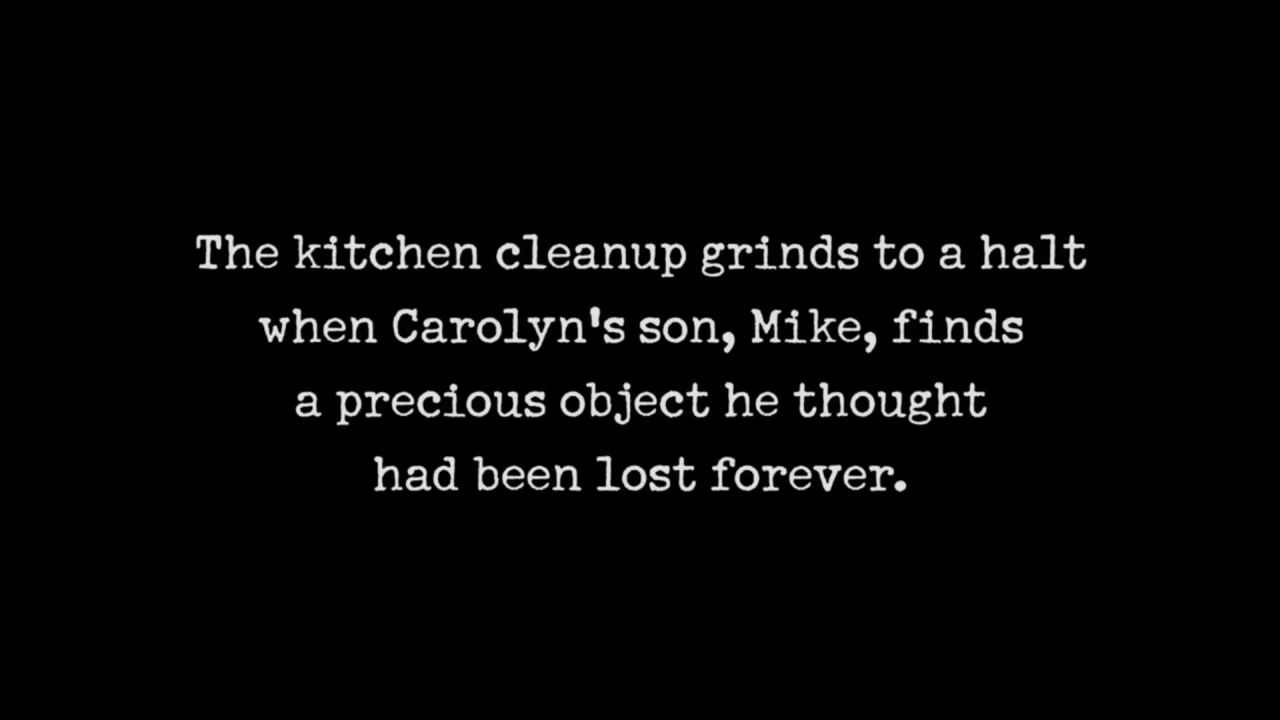 The kitchen cleanup grinds to a halt
when Carolyn's son, Mike, finds
a precious object he thought
had been lost forever.